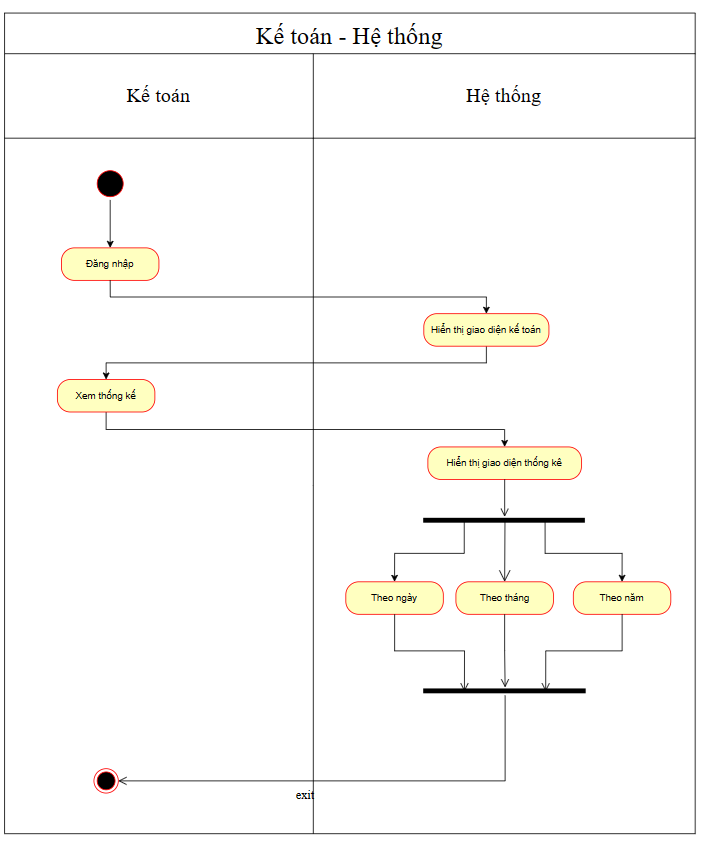 Kế toán - Hệ thống
Kế toán
Hệ thống
Đăng nhập
Hiển thị giao diện kế toán
Xem thống kế
Hiển thị giao diện thống kê
Theo ngày
Theo tháng
Theo năm
exit